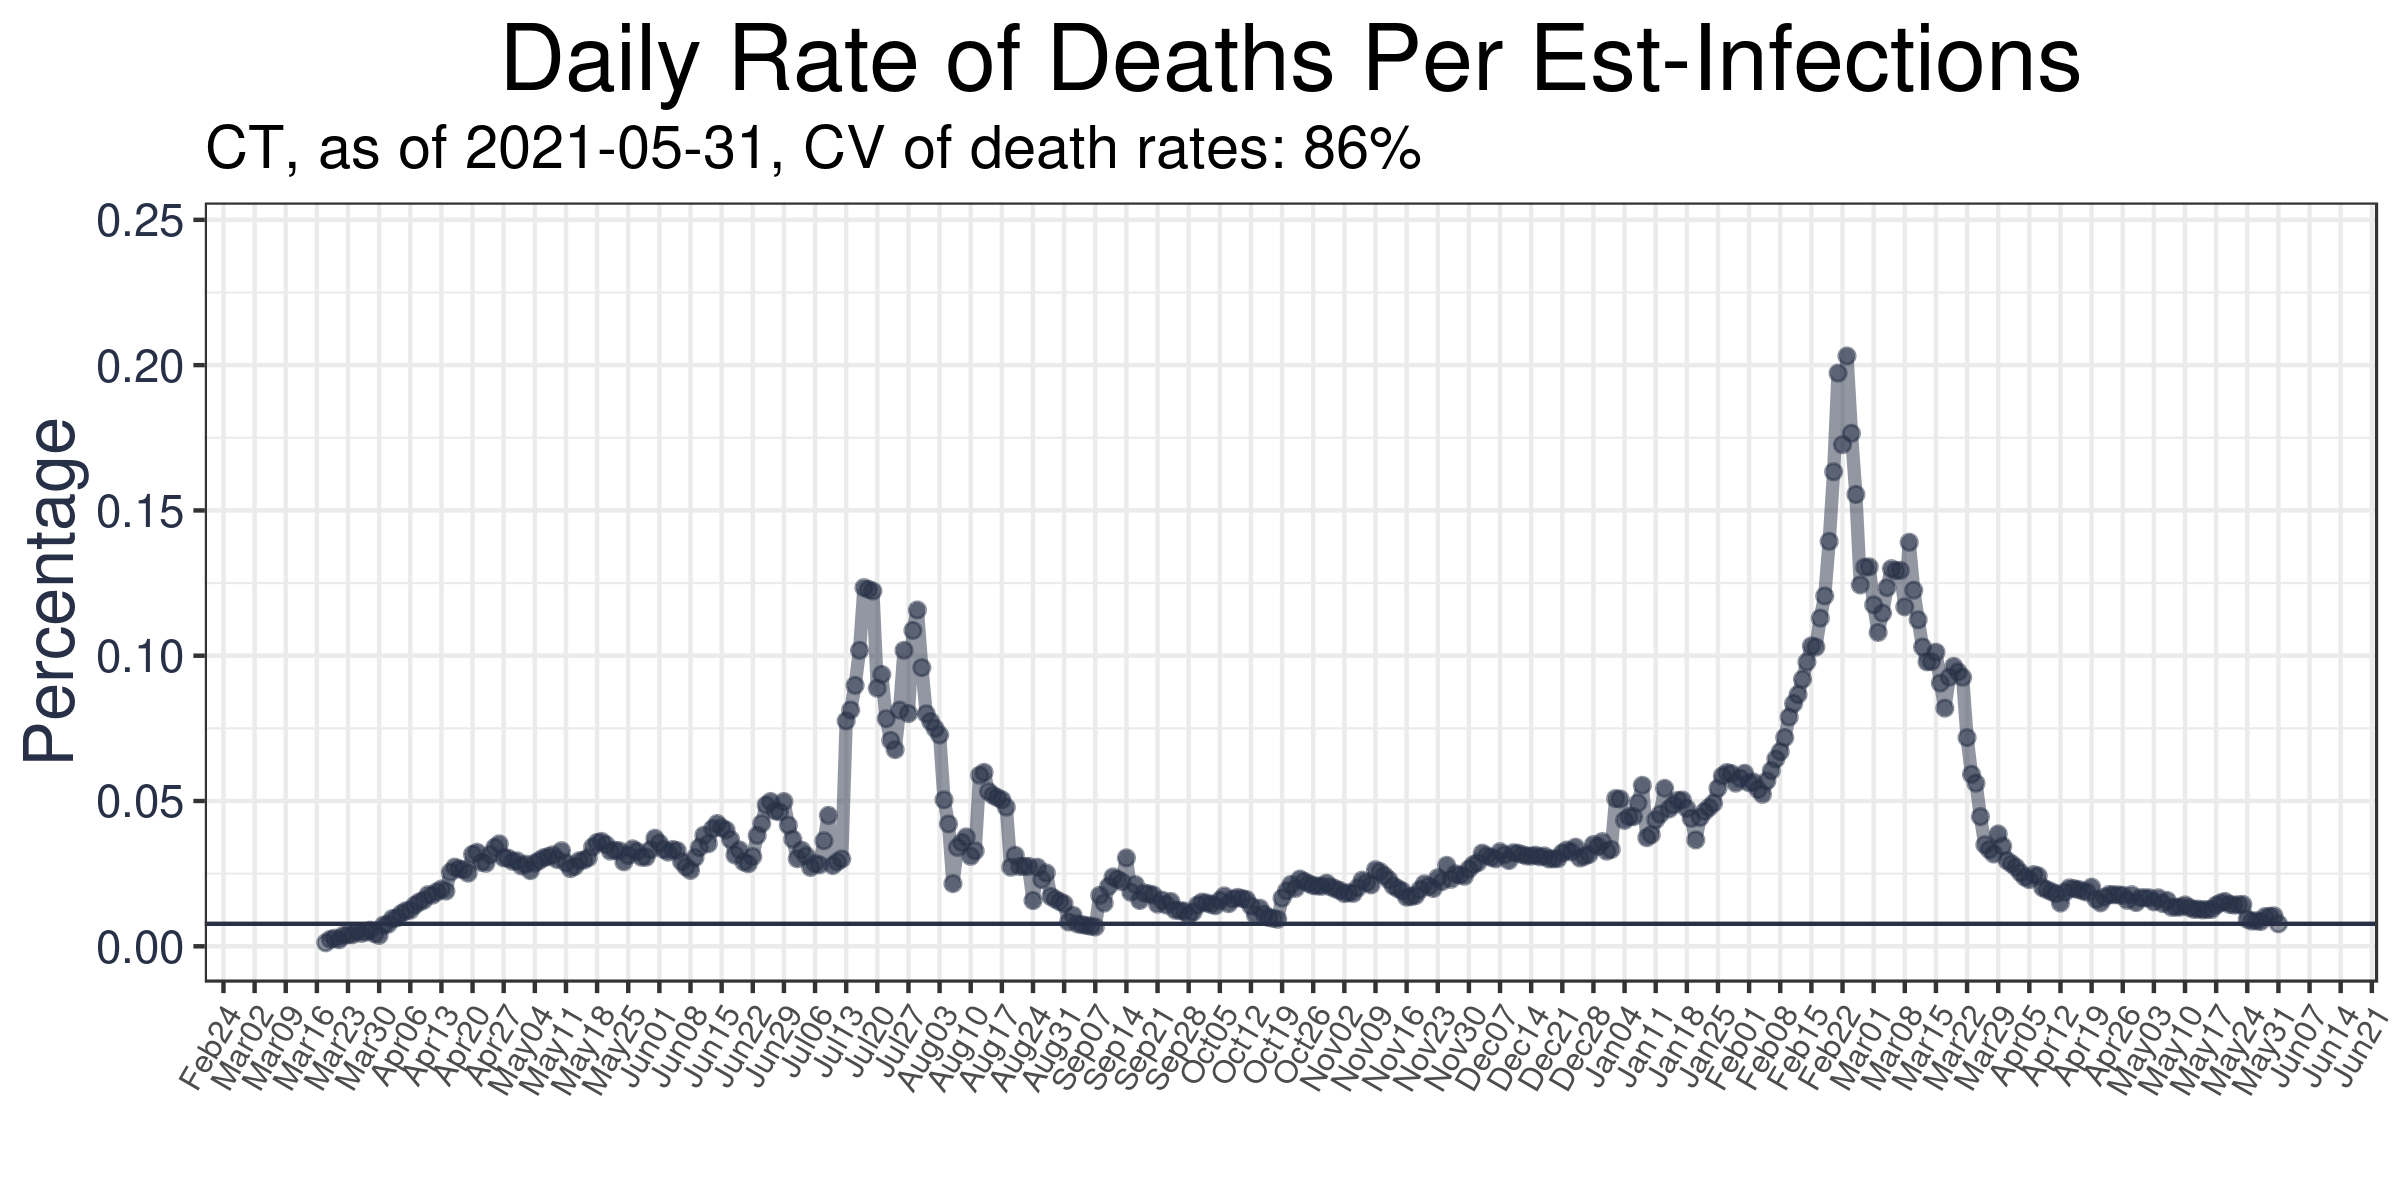 Daily Rate of Deaths Per Est-Infections
CT, as of 2021-05-31, CV of death rates: 86%
Percentage
0.25
0.20
0.15
0.10
0.05
0.00
Feb24
Mar02
Mar09
Mar16
Mar23
Mar30
Apr06
Apr13
Apr20
Apr27
May04
May11
May18
May25
Jun01
Jun08
Jun15
Jun22
Jun29
Jul06
Jul13
Jul20
Jul27
Aug03
Aug10
Aug17
Aug24
Aug31
Sep07
Sep14
Sep21
Sep28
Oct05
Oct12
Oct19
Oct26
Nov02
Nov09
Nov16
Nov23
Nov30
Dec07
Dec14
Dec21
Dec28
Jan04
Jan11
Jan18
Jan25
Feb01
Feb08
Feb15
Feb22
Mar01
Mar08
Mar15
Mar22
Mar29
Apr05
Apr12
Apr19
Apr26
May03
May10
May17
May24
May31
Jun07
Jun14
Jun21